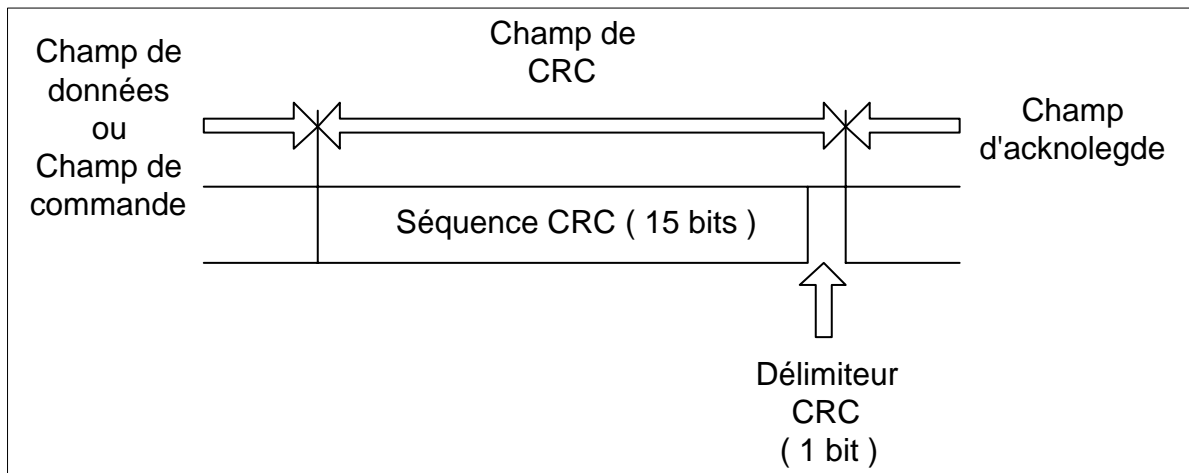 Champ de
données
ou
Champ de
commande
Champ de
CRC
Champ
d'acknolegde
Séquence CRC ( 15 bits )
Délimiteur
CRC
( 1 bit )